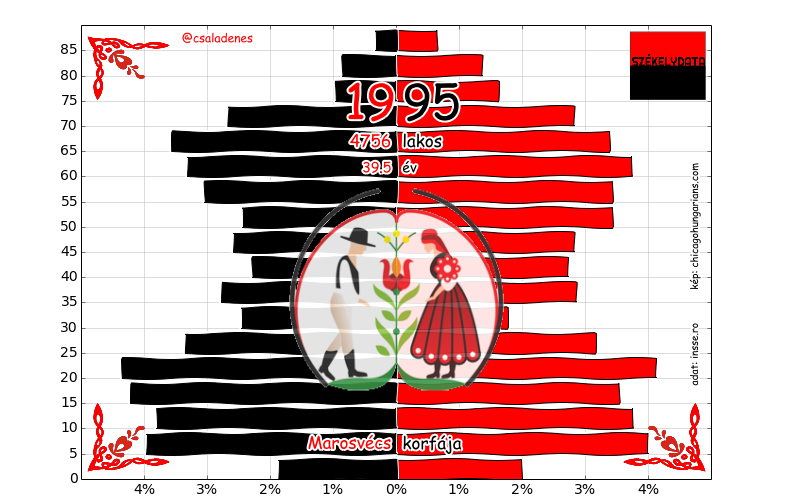 @csaladenes
SZÉKELYDATA
1995
4756 lakos
39.5 év
kép: chicagohungarians.com
adat: insse.ro
Marosvécs korfája
85
80
75
70
65
60
55
50
45
40
35
30
25
20
15
10
5
0
4% 3% 2% 1% 0% 1% 2% 3% 4%